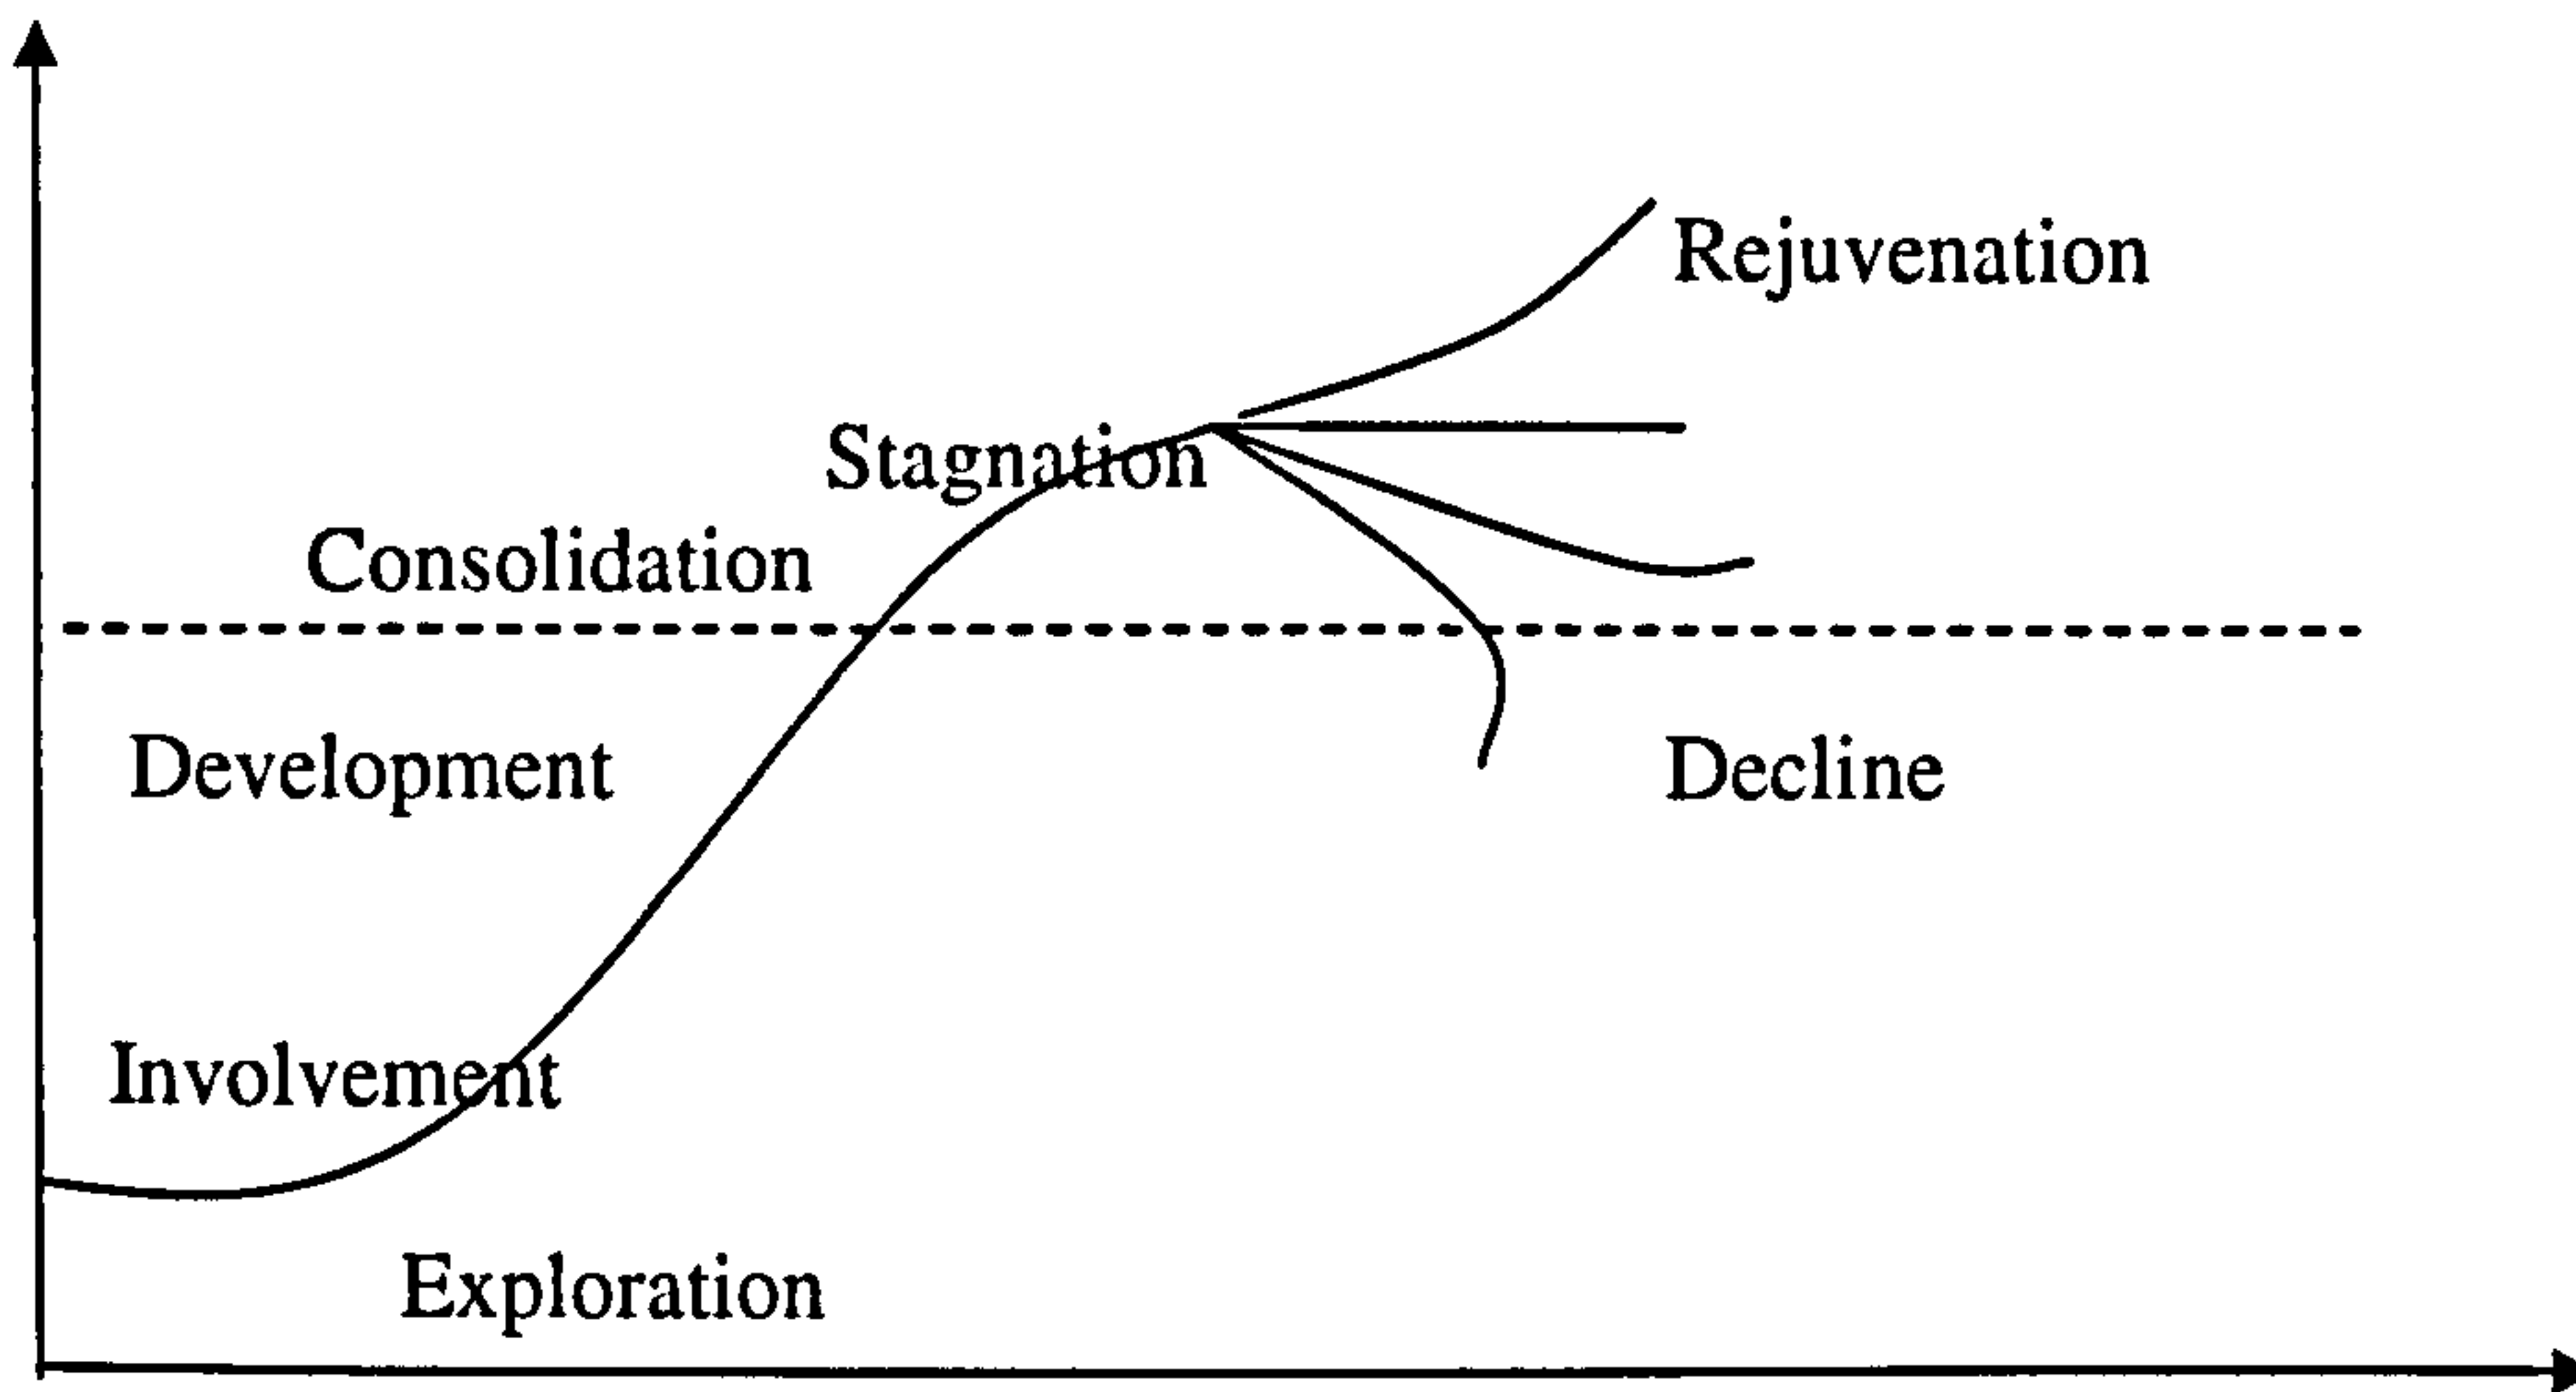 Rejuvenation
Stagnation
Consolidation
Development
Decline
Involvement
Exploration